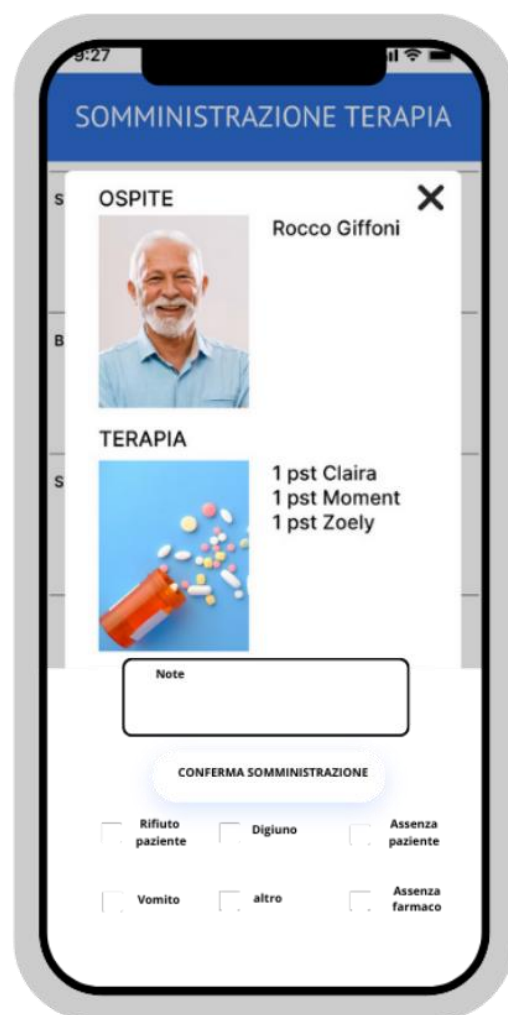 9:27
SOMMINISTRAZIONE TERAPIA
S
OSPITE
Rocco Giffoni
B
TERAPIA
S
1 pst Claira
1 pst Moment
1 pst Zoely
Note
CONFERMA SOMMINISTRAZIONE
Rifiuto
paziente
Digiuno
Assenza
paziente
Vomito
altro
Assenza
farmaco